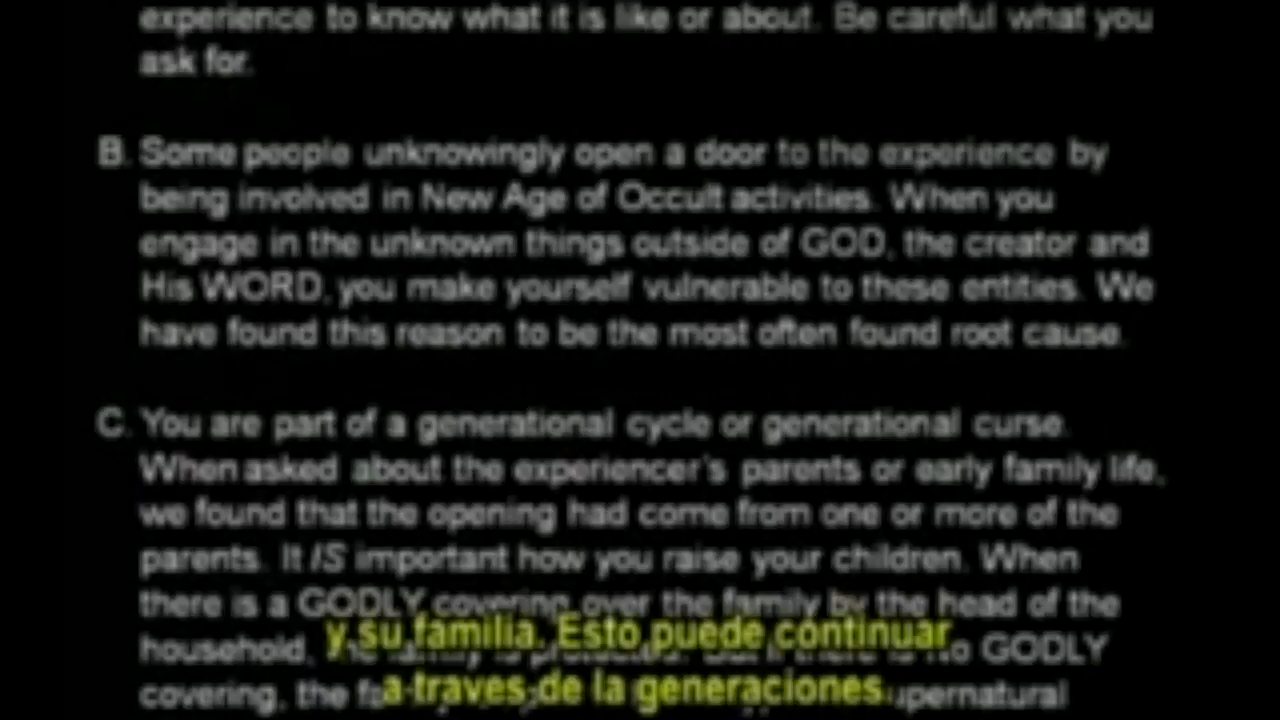 experience to know what it is like or about. Be careful what you
ask for.
B. Some people unknowingly open a door to the experience by
being involved in New Age of Occult activities. When you
engage in the unknown things outside of GOD, the creator and
His WORD, you make yourself vulnerable to these entities. We
have found this reason to be the most often found root cause.
C. You are part of a generational cycle or generational curse.
When asked about the experiencer's parents or early family life,
we found that the opening had come from one or more of the
parents. It IS important how you raise your children. When
there is a GODLY covering over the family by the head of the
household, GODLY
y su familia. Esto puede continuar
covering, the
a traves de la generaciones.